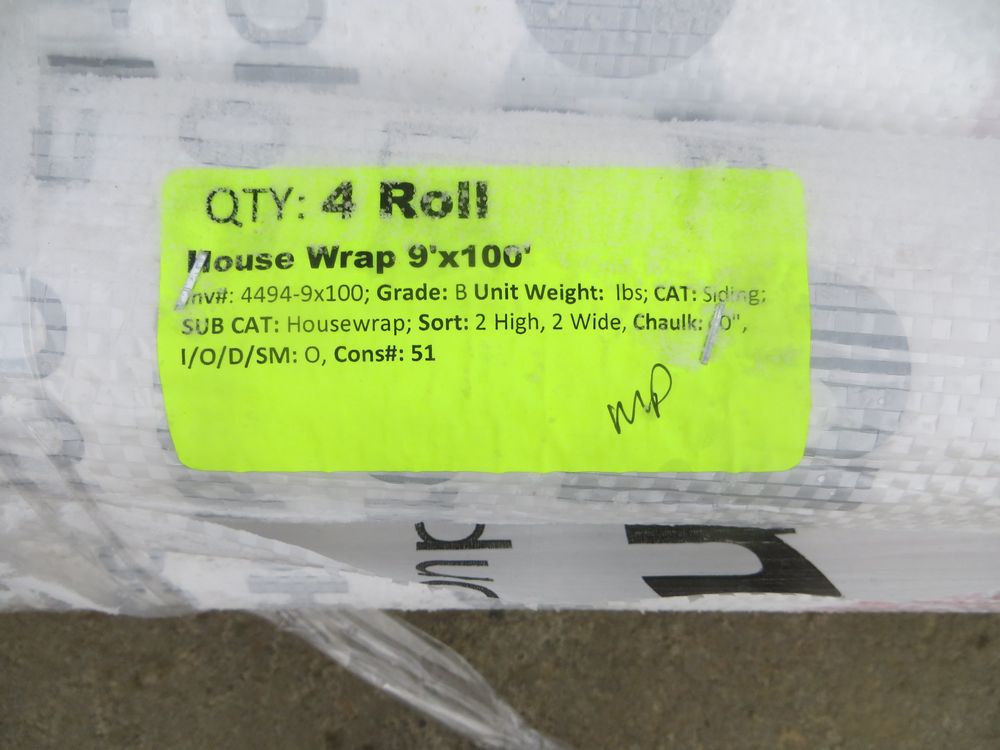 QTY: 4 Roll
House Wrap 9'x100'
Inv#: 4494-9x100; Grade: B Unit Weight: lbs; CAT: Siding;
SUB CAT: Housewrap; Sort: 2 High, 2 Wide, Chaulk:
I/O/D/SM: O, Cons#: 51
MP